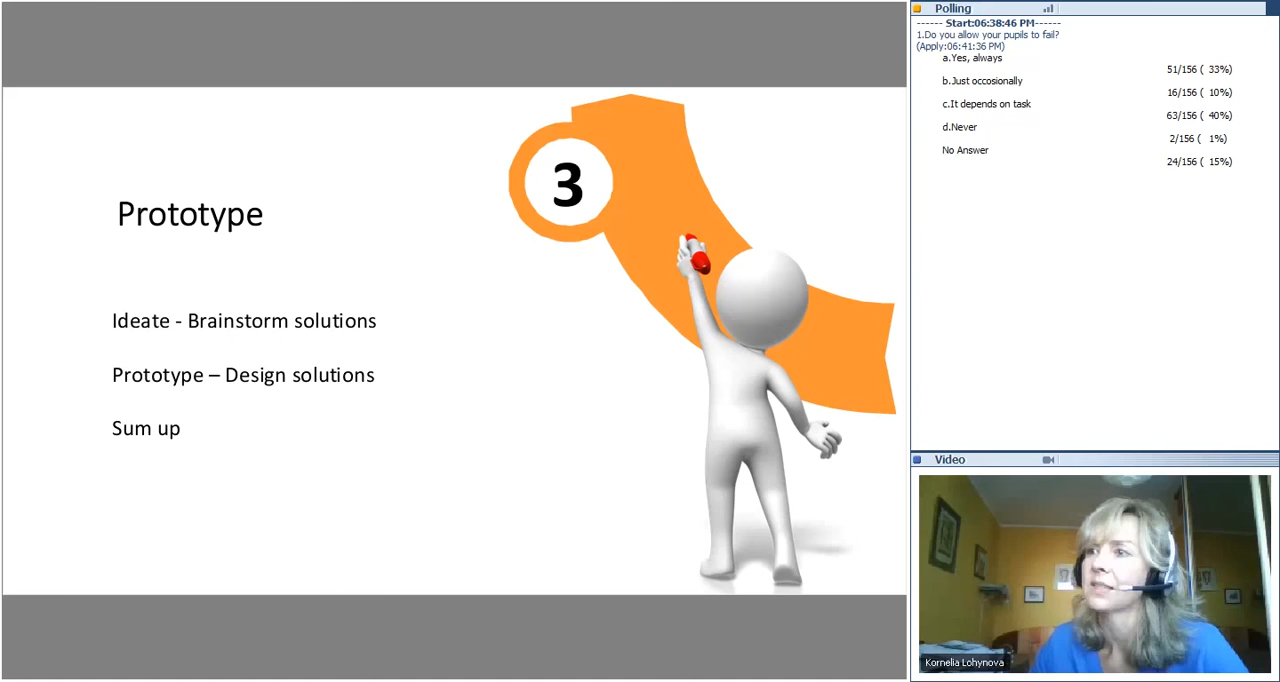 Prototype
Ideate - Brainstorm solutions
Prototype – Design solutions
Sum up
3
Polling
------ Start:06:38:46 PM------
1.Do you allow your pupils to fail?
(Apply:06:41:36 PM)
a.Yes, always
51/156 ( 33%)
b.Just occosionally
16/156 ( 10%)
c.It depends on task
63/156 ( 40%)
d.Never
2/156 ( 1%)
No Answer
24/156 ( 15%)
Video
Kornelia Lohynova